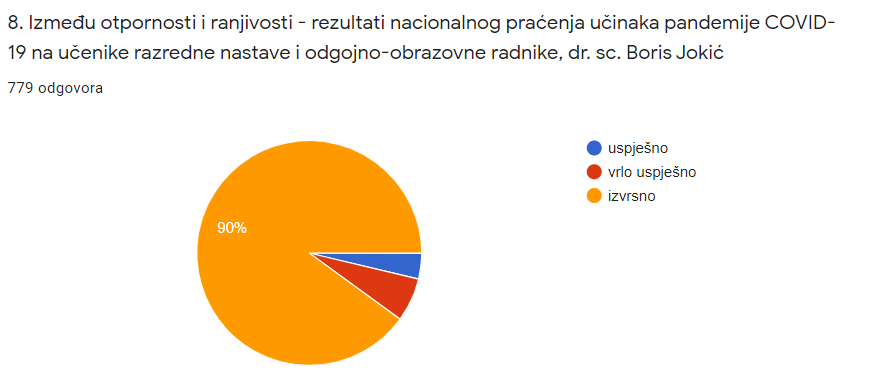 8. Između otpornosti i ranjivosti - rezultati nacionalnog praćenja učinaka pandemije COVID-
19 na učenike razredne nastave i odgojno-obrazovne radnike, dr. sc. Boris Jokić
779 odgovora
uspješno
vrlo uspješno
izvrsno
90%